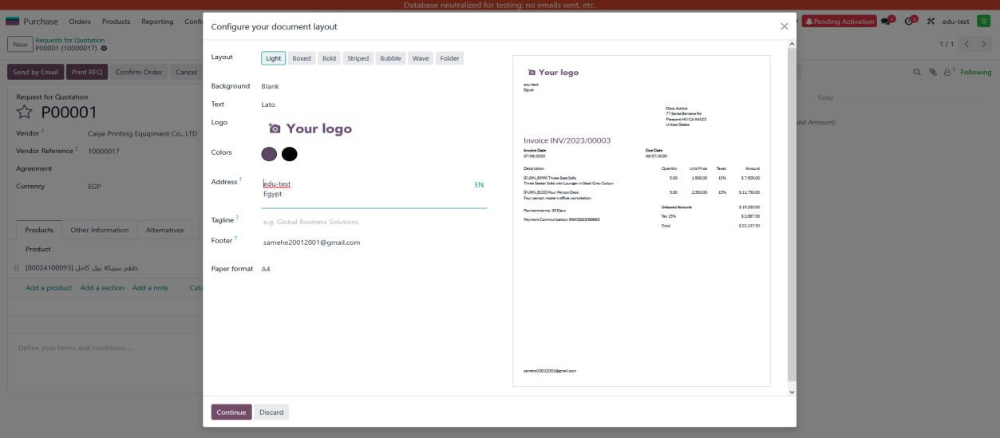 Database neutralized for testing: no emails sent, etc.
Purchase Orders Products Reporting Confi
Pending Activation edu-test S
New Requests for Quotation
P00001 (10000017)
1 / 1
Send by Email Print RFQ Confirm Order Cancel
1 Following
Request for Quotation
P00001
Today
Vendor ? Caiye Printing Equipment Co., LTD
ed Amount)
Vendor Reference ? 10000017
Agreement
Currency EGP
Products Other Information Alternatives
Product
[80024100093] طقم سبيكة بيل كامل
Add a product Add a section Add a note Cata
Define your terms and conditions ...
Configure your document layout
Layout Light Boxed Bold Striped Bubble Wave Folder
Background Blank
Text Lato
Logo Your logo
Colors
Address ? edu-test EN
Egypt
Tagline ? e.g. Global Business Solutions
Footer ? samehe20012001@gmail.com
Paper format A4
Your logo
edu-test
Egypt
Deco Addict
77 Santa Barbara Rd
Pleasant Hill CA 94523
United States
Invoice INV/2023/00003
Invoice Date Due Date
07/08/2020 08/07/2020
Description Quantity Unit Price Taxes Amount
[FURN_8999] Three-Seat Sofa 5.00 1,500.00 15% $ 7,500.00
Three Seater Sofa with Lounger in Steel Grey Colour
[FURN_8220] Four Person Desk 5.00 2,350.00 15% $ 11,750.00
Four person modern office workstation
Untaxed Amount $ 19,250.00
Payment terms: 30 Days
Tax 15% $ 2,887.50
Payment Communication: INV/2023/00003
Total $ 22,137.50
samehe20012001@gmail.com
Continue Discard